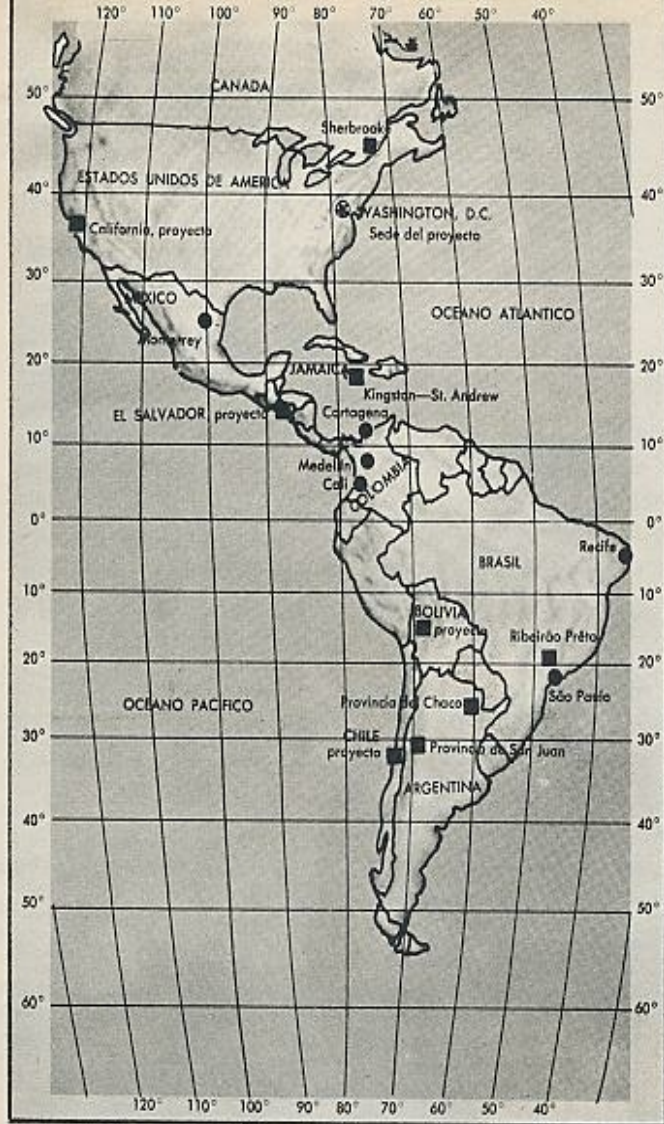 120° 110° 100° 90° 80° 70° 60° 50° 40°
CANADA
50° 50°
Sherbrooke
ESTADOS UNIDOS DE AMERICA
40° 40°
WASHINGTON, D.C.
Sede del proyecto
California, proyecto
30° 30°
MEXICO
OCEANO ATLANTICO
Monterrey
20° 20°
JAMAICA
Kingston—St. Andrew
EL SALVADOR, proyecto
Cartagena
10° 10°
Medellín
Cali
COLOMBIA
0° 0°
Recife
BRASIL
10° 10°
BOLIVIA
proyecto
Ribeirão Prêto
20° 20°
OCEANO PACIFICO
Provincia del Chaco
São Paulo
30° 30°
CHILE
proyecto
Provincia de San Juan
ARGENTINA
40° 40°
50° 50°
60° 60°
120° 110° 100° 90° 80° 70° 60° 50° 40°